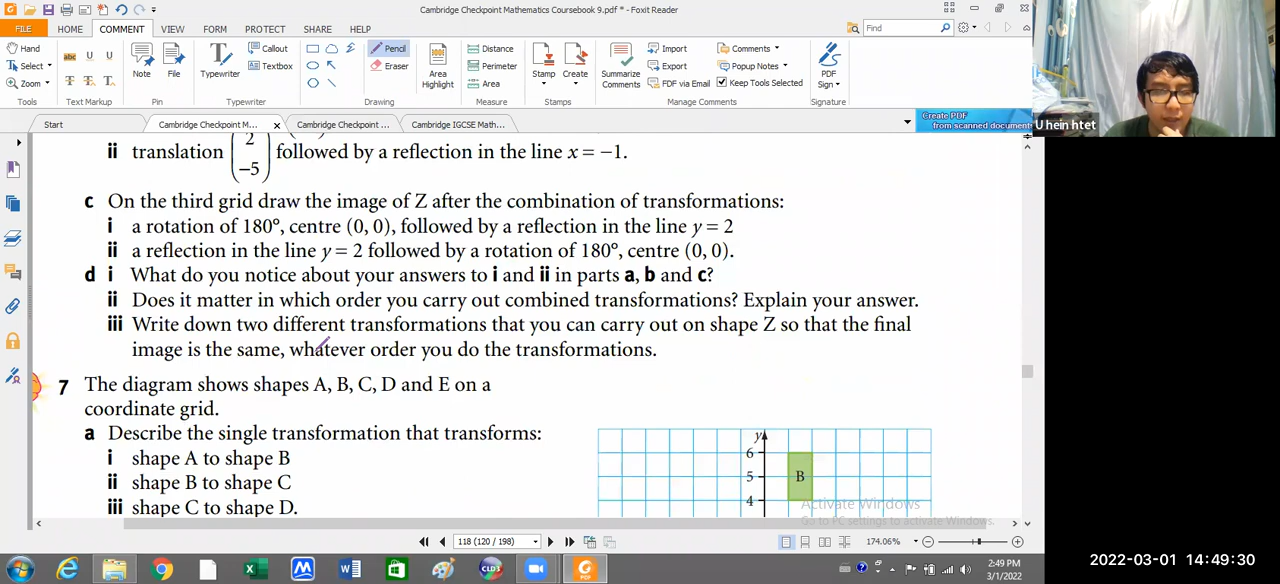 Cambridge Checkpoint Mathematics Coursebook 9.pdf * - Foxit Reader
FILE HOME COMMENT VIEW FORM PROTECT SHARE HELP
Find
Hand
Select
Zoom
Tools
Text Markup
Note
File
Pin
Typewriter
Callout
Textbox
Typewriter
Pencil
Eraser
Drawing
Area
Highlight
Distance
Perimeter
Area
Measure
Stamp
Create
Stamps
Summarize
Comments
Import
Export
FDF via Email
Comments
Popup Notes
Keep Tools Selected
Manage Comments
PDF
Sign
Signature
U hein htet
Start
Cambridge Checkpoint M...
Cambridge Checkpoint ...
Cambridge IGCSE Math...
Create PDF
from scanned document
ii translation (2 −5) followed by a reflection in the line x = −1.
c On the third grid draw the image of Z after the combination of transformations:
i a rotation of 180°, centre (0, 0), followed by a reflection in the line y = 2
ii a reflection in the line y = 2 followed by a rotation of 180°, centre (0, 0).
d i What do you notice about your answers to i and ii in parts a, b and c?
ii Does it matter in which order you carry out combined transformations? Explain your answer.
iii Write down two different transformations that you can carry out on shape Z so that the final
image is the same, whatever order you do the transformations.
7 The diagram shows shapes A, B, C, D and E on a
coordinate grid.
a Describe the single transformation that transforms:
i shape A to shape B
ii shape B to shape C
iii shape C to shape D.
y
6
5
4
B
Activate Windows
Go to PC settings to activate Windows.
118 (120 / 198)
174.06%
2:49 PM
3/1/2022
2022-03-01 14:49:30